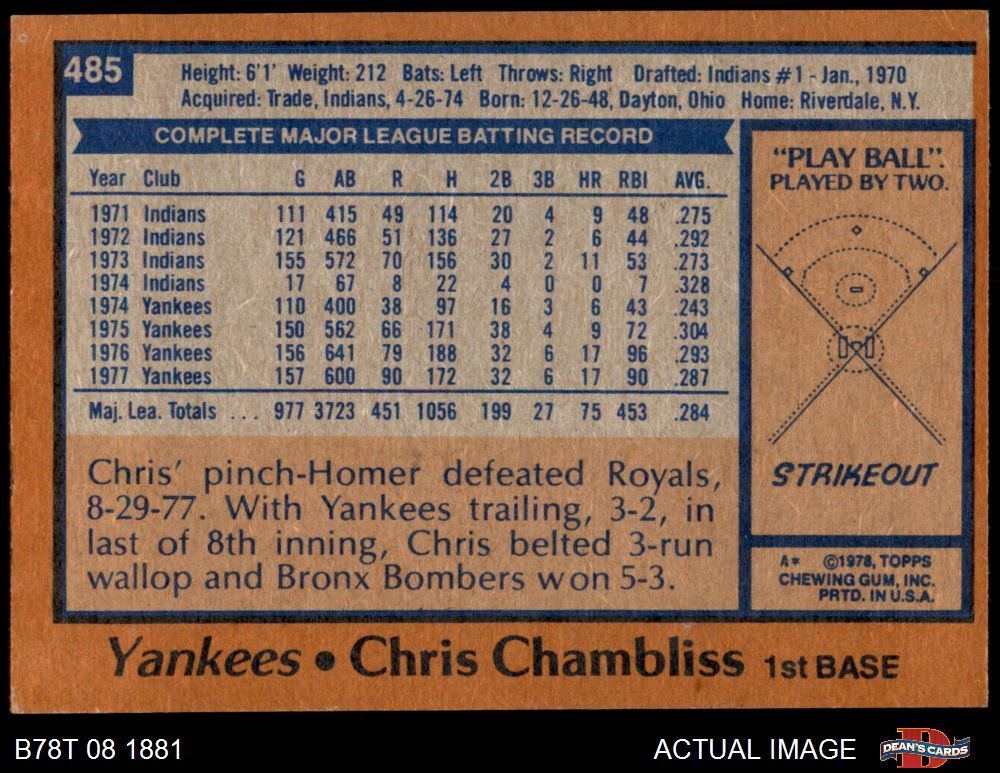 485
Height: 6'1' Weight: 212 Bats: Left Throws: Right Drafted: Indians #1 - Jan., 1970
Acquired: Trade, Indians, 4-26-74 Born: 12-26-48, Dayton, Ohio Home: Riverdale, N.Y.
COMPLETE MAJOR LEAGUE BATTING RECORD
Year Club G AB R H 2B 3B HR RBI AVG.
1971 Indians 111 415 49 114 20 4 9 48 .275
1972 Indians 121 466 51 136 27 2 6 44 .292
1973 Indians 155 572 70 156 30 2 11 53 .273
1974 Indians 17 67 8 22 4 0 0 7 .328
1974 Yankees 110 400 38 97 16 3 6 43 .243
1975 Yankees 150 562 66 171 38 4 9 72 .304
1976 Yankees 156 641 79 188 32 6 17 96 .293
1977 Yankees 157 600 90 172 32 6 17 90 .287
Maj. Lea. Totals ... 977 3723 451 1056 199 27 75 453 .284
Chris' pinch-Homer defeated Royals,
8-29-77. With Yankees trailing, 3-2, in
last of 8th inning, Chris belted 3-run
wallop and Bronx Bombers won 5-3.
"PLAY BALL".
PLAYED BY TWO.
STRIKEOUT
A* ©1978, TOPPS
CHEWING GUM, INC.
PRTD. IN U.S.A.
Yankees • Chris Chambliss 1st BASE
B78T 08 1881
ACTUAL IMAGE
DEAN'S CARDS